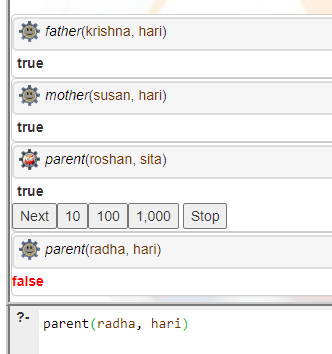 father(krishna, hari)
true
mother(susan, hari)
true
parent(roshan, sita)
true
Next 10 100 1,000 Stop
parent(radha, hari)
false
?- parent(radha, hari)